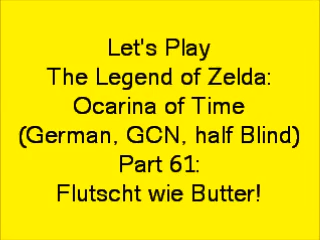 Let's Play
The Legend of Zelda:
Ocarina of Time
(German, GCN, half Blind)
Part 61:
Flutscht wie Butter!